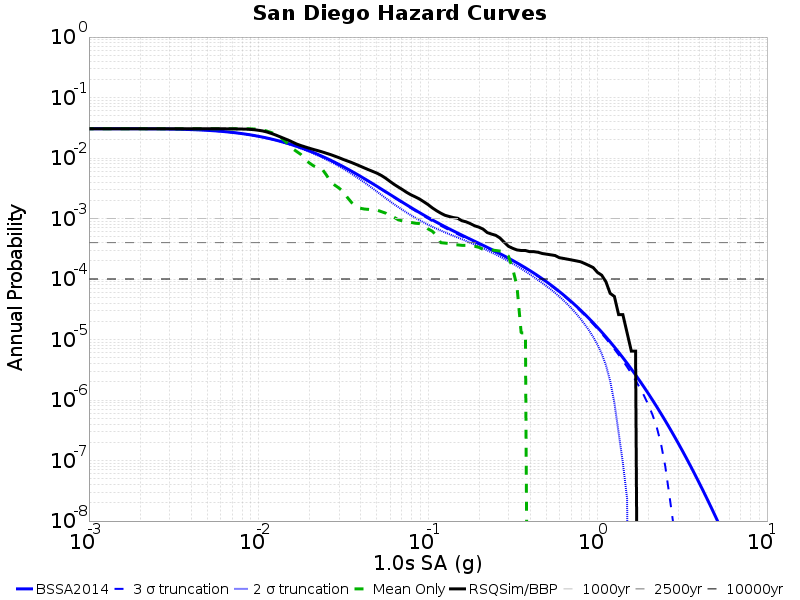 San Diego Hazard Curves
10^0
10^-1
10^-2
10^-3
10^-4
10^-5
10^-6
10^-7
10^-8
Annual Probability
10^-3 10^-2 10^-1 10^0 10^1
1.0s SA (g)
BSSA2014 3 σ truncation 2 σ truncation Mean Only RSQSim/BBP 1000yr 2500yr 10000yr